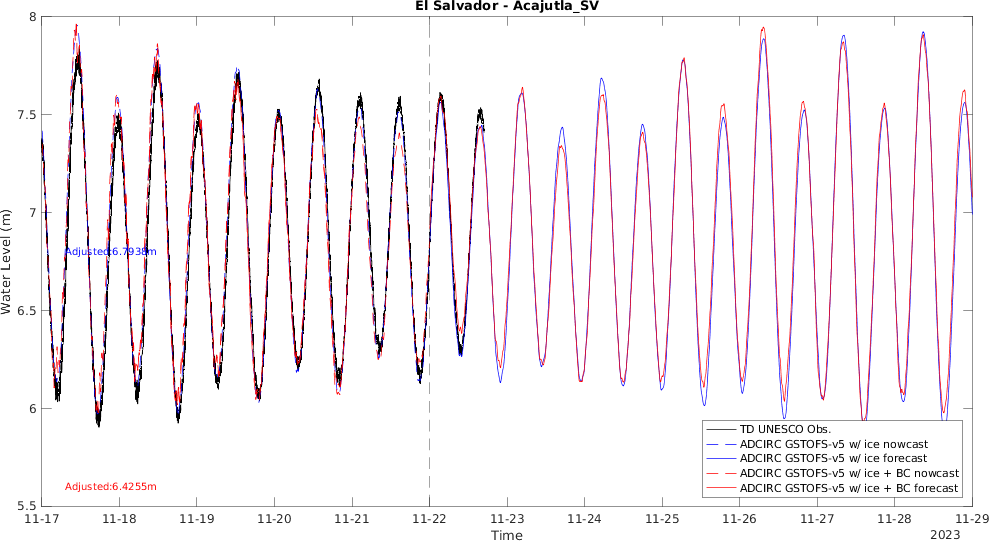 El Salvador - Acajutla_SV
8
7.5
7
6.5
6
5.5
Water Level (m)
Adjusted:6.7938m
Adjusted:6.4255m
TD UNESCO Obs.
ADCIRC GSTOFS-v5 w/ ice nowcast
ADCIRC GSTOFS-v5 w/ ice forecast
ADCIRC GSTOFS-v5 w/ ice + BC nowcast
ADCIRC GSTOFS-v5 w/ ice + BC forecast
11-17 11-18 11-19 11-20 11-21 11-22 11-23 11-24 11-25 11-26 11-27 11-28 11-29
Time
2023